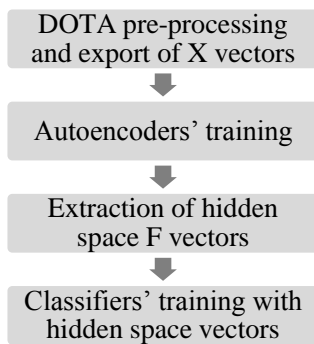 DOTA pre-processing
and export of X vectors
Autoencoders’ training
Extraction of hidden
space F vectors
Classifiers’ training with
hidden space vectors